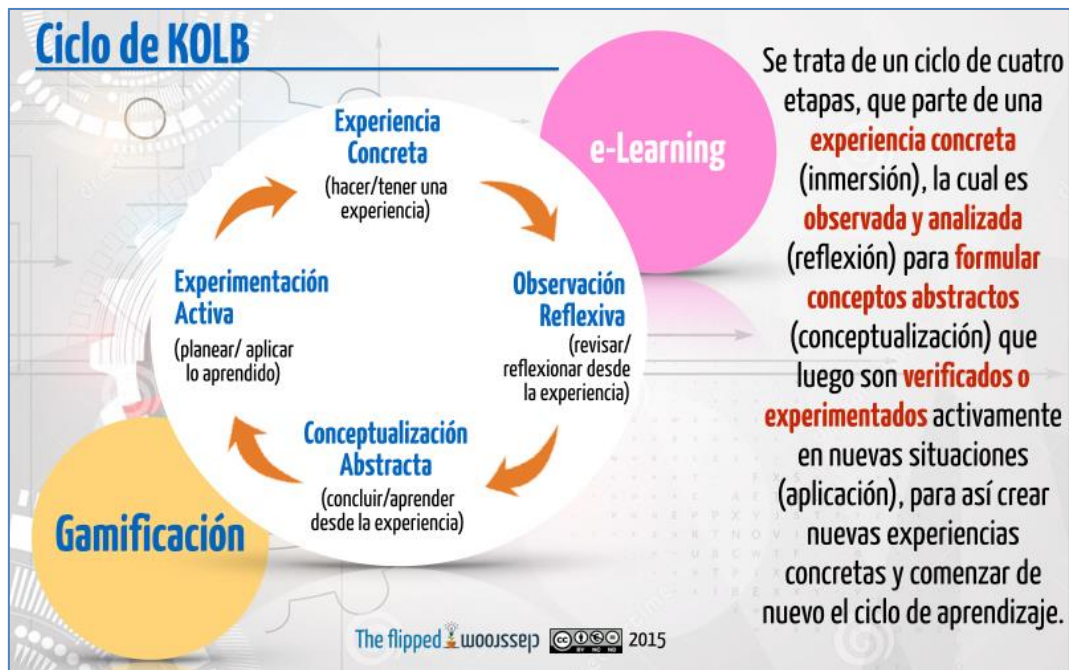 Ciclo de KOLB
Experiencia
Concreta
(hacer/tener una
experiencia)
Observación
Reflexiva
(revisar/
reflexionar desde
la experiencia)
Conceptualización
Abstracta
(concluir/aprender
desde la experiencia)
Experimentación
Activa
(planear/ aplicar
lo aprendido)
e-Learning
Gamificación
Se trata de un ciclo de cuatro
etapas, que parte de una
experiencia concreta
(inmersión), la cual es
observada y analizada
(reflexión) para formular
conceptos abstractos
(conceptualización) que
luego son verificados o
experimentados activamente
en nuevas situaciones
(aplicación), para así crear
nuevas experiencias
concretas y comenzar de
nuevo el ciclo de aprendizaje.
The flipped classroom cc BY NC ND 2015